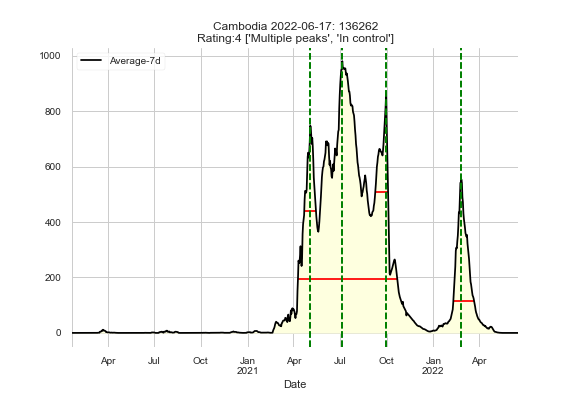 Cambodia 2022-06-17: 136262
Rating:4 ['Multiple peaks', 'In control']
Average-7d
1000
800
600
400
200
0
Apr Jul Oct Jan Apr Jul Oct Jan Apr
2021 2022
Date